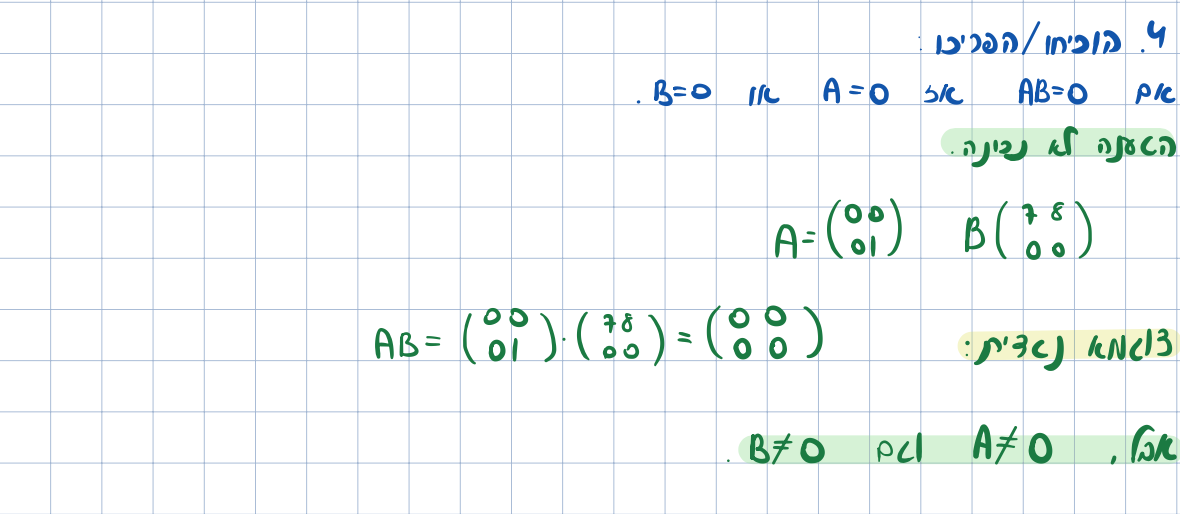 4. הוכיחו/הפריכו:
אם AB=0 אז A=0 או B=0.
הטענה לא נכונה.
A=(0 0 0 1) B(7 8 0 0)
דוגמא נגדית: AB=(0 0 0 1)·(7 8 0 0)=(0 0 0 0)
אבל, A≠0 וגם B≠0.